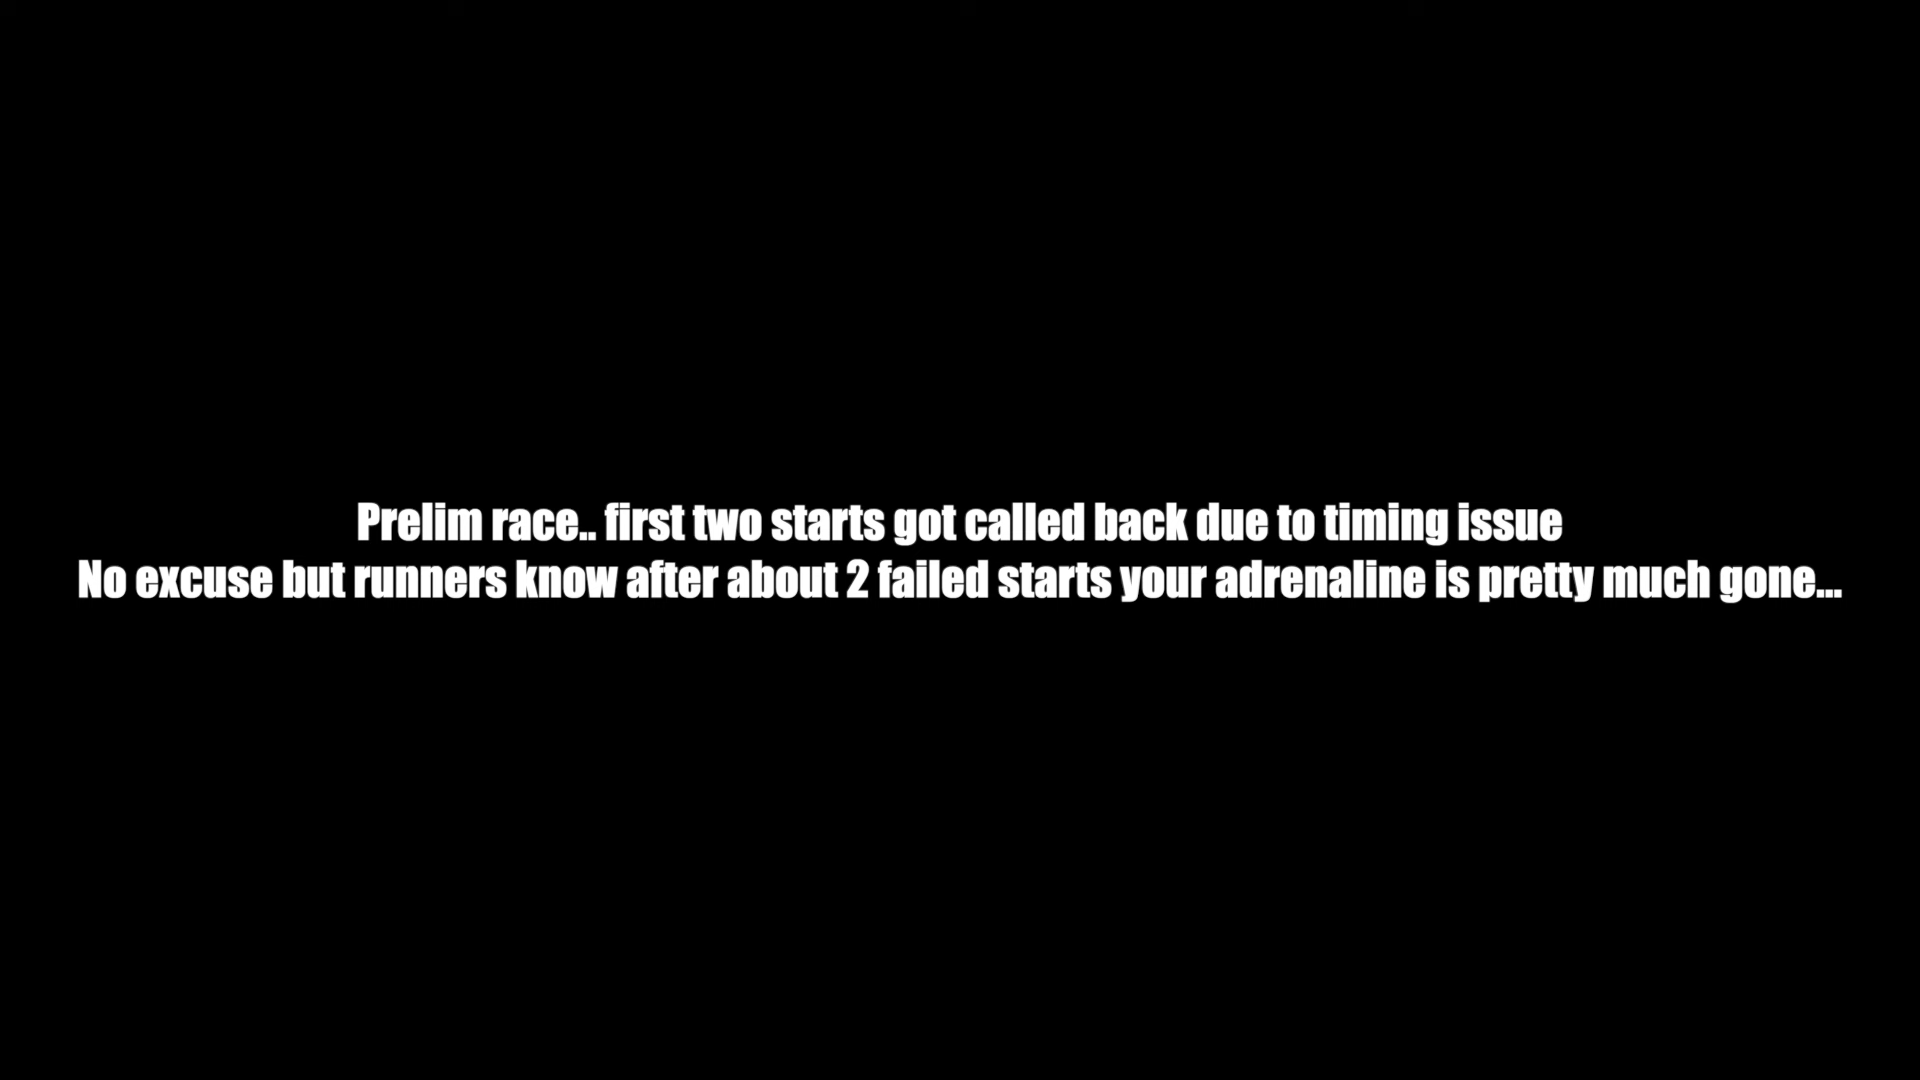 Prelim race.. first two starts got called back due to timing issue
No excuse but runners know after about 2 failed starts your adrenaline is pretty much gone...